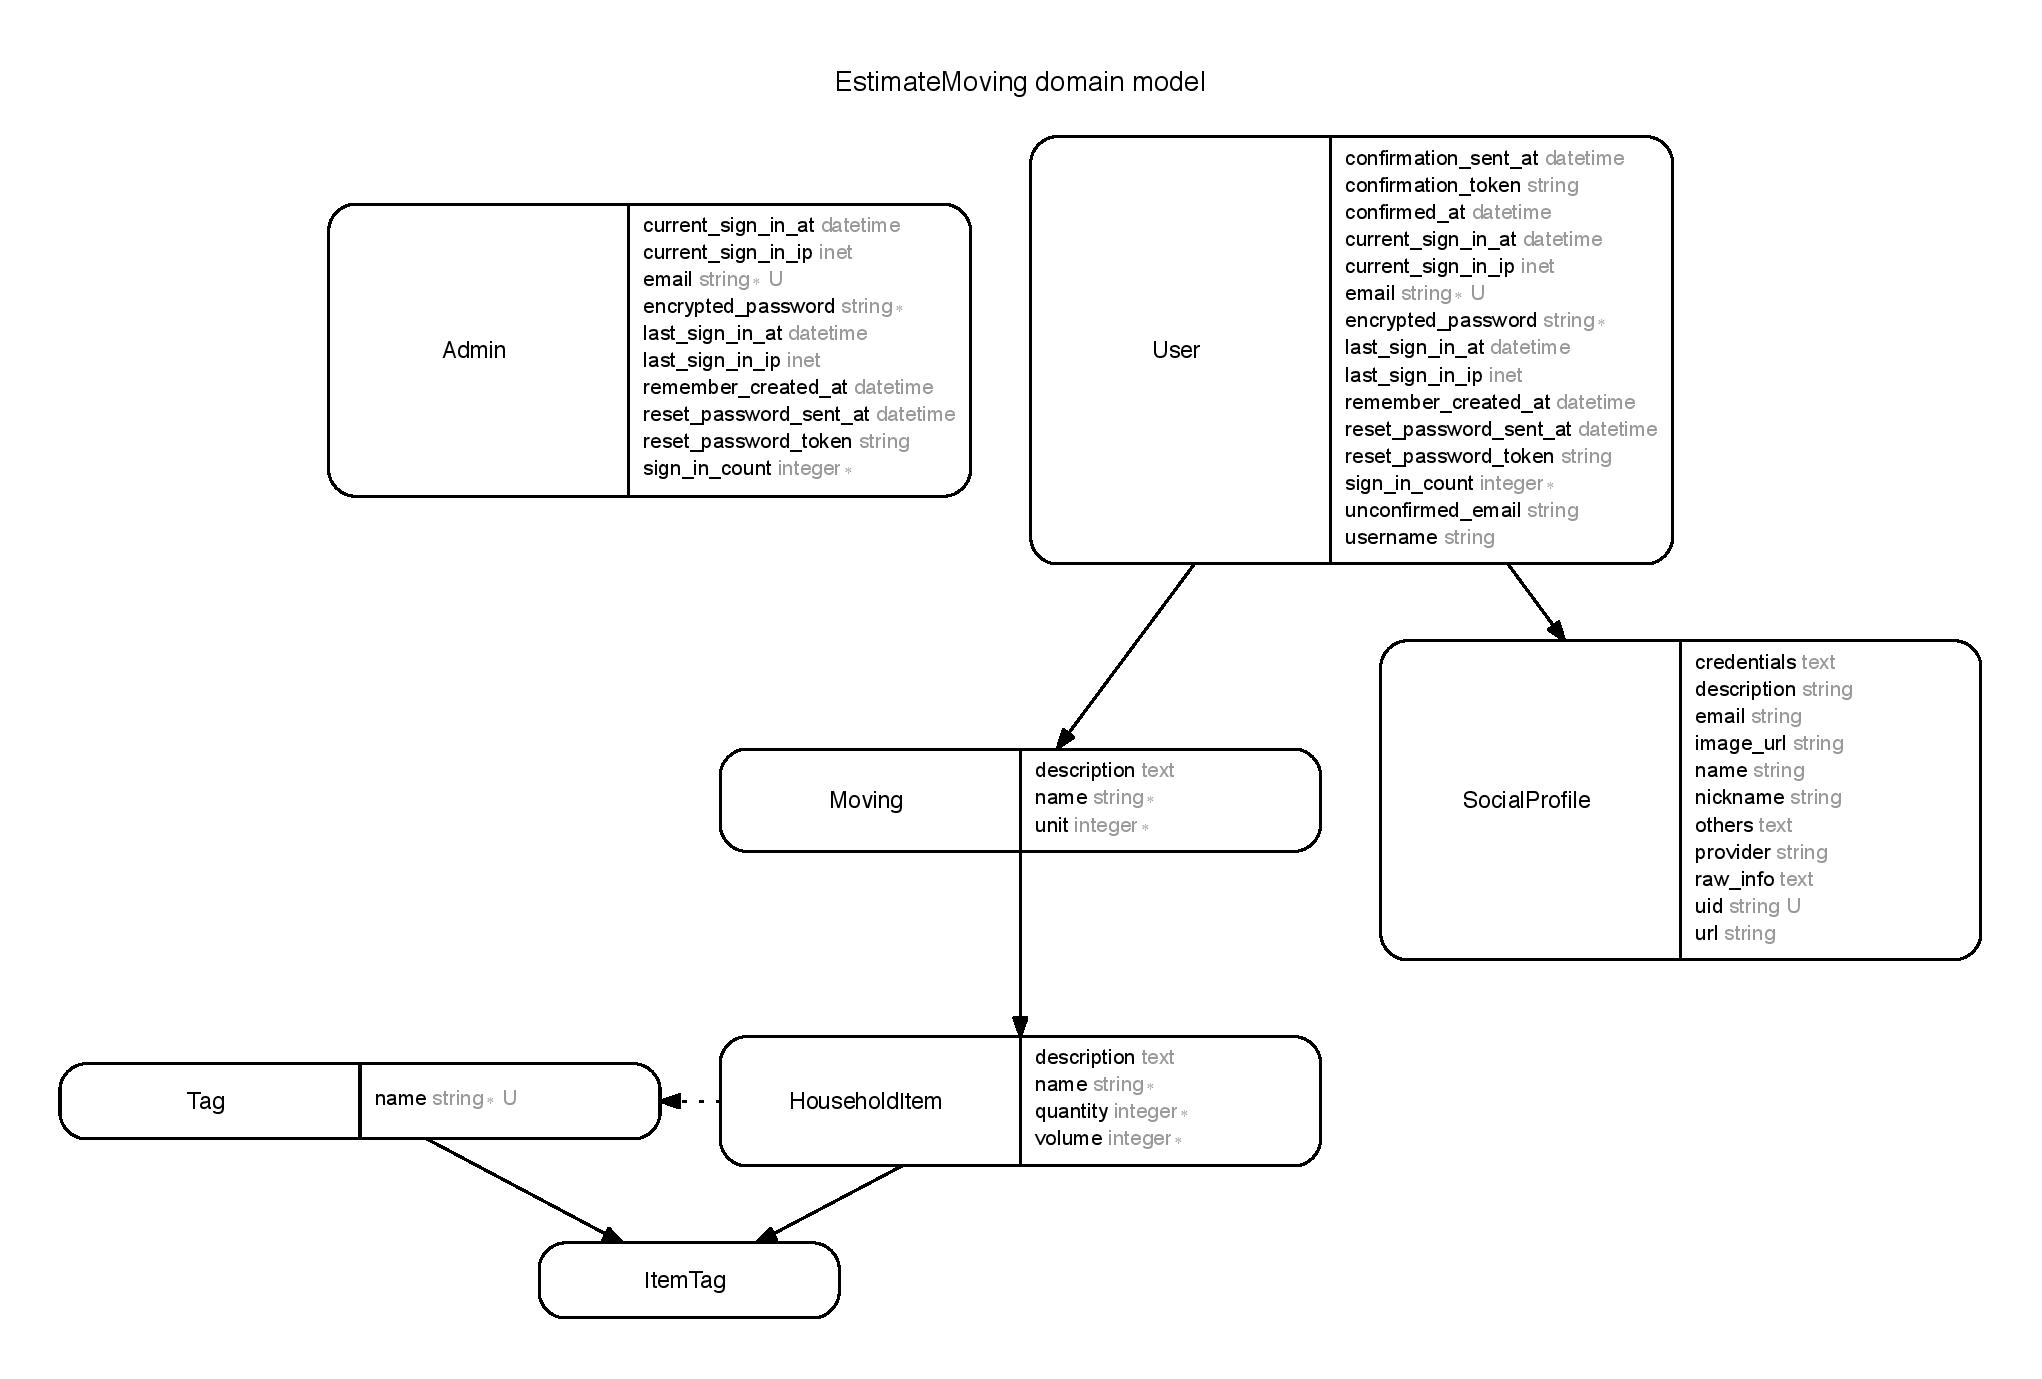 EstimateMoving domain model
Admin
current_sign_in_at datetime
current_sign_in_ip inet
email string* U
encrypted_password string*
last_sign_in_at datetime
last_sign_in_ip inet
remember_created_at datetime
reset_password_sent_at datetime
reset_password_token string
sign_in_count integer*
User
confirmation_sent_at datetime
confirmation_token string
confirmed_at datetime
current_sign_in_at datetime
current_sign_in_ip inet
email string* U
encrypted_password string*
last_sign_in_at datetime
last_sign_in_ip inet
remember_created_at datetime
reset_password_sent_at datetime
reset_password_token string
sign_in_count integer*
unconfirmed_email string
username string
Moving
description text
name string*
unit integer*
SocialProfile
credentials text
description string
email string
image_url string
name string
nickname string
others text
provider string
raw_info text
uid string U
url string
Tag
name string* U
HouseholdItem
description text
name string*
quantity integer*
volume integer*
ItemTag